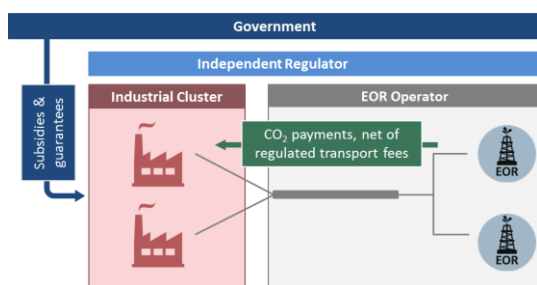 Government
Independent Regulator
Subsidies &
guarantees
Industrial Cluster
EOR Operator
CO₂ payments, net of
regulated transport fees
EOR
EOR